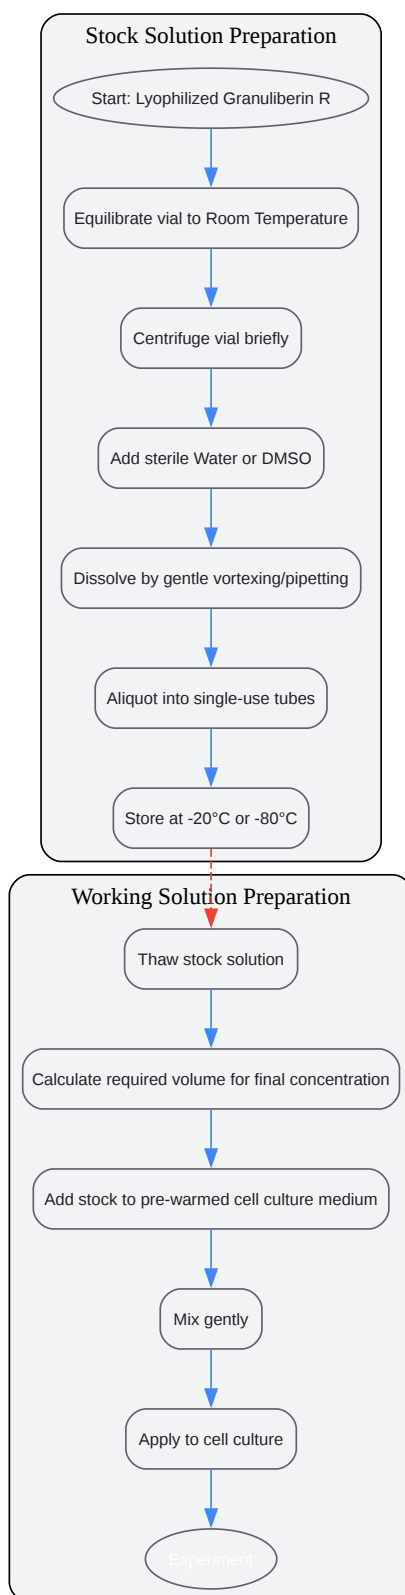 Stock Solution Preparation
Start: Lyophilized Granuliberin R
Equilibrate vial to Room Temperature
Centrifuge vial briefly
Add sterile Water or DMSO
Dissolve by gentle vortexing/pipetting
Aliquot into single-use tubes
Store at -20°C or -80°C
Working Solution Preparation
Thaw stock solution
Calculate required volume for final concentration
Add stock to pre-warmed cell culture medium
Mix gently
Apply to cell culture
Experiment